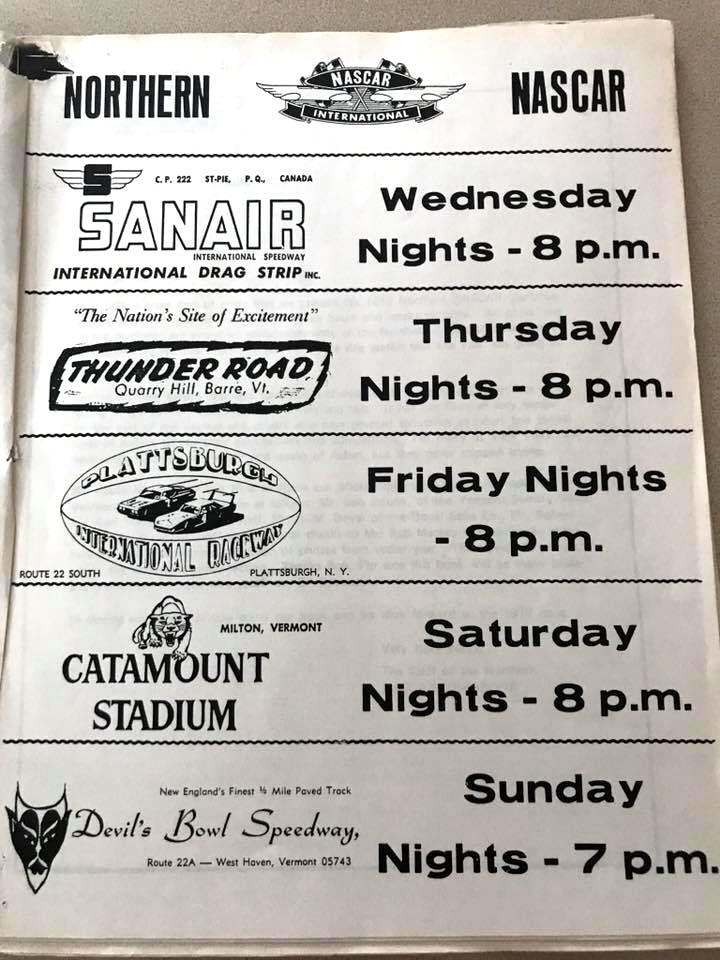 NORTHERN
NASCAR
INTERNATIONAL
NASCAR
S
C. P. 222 ST-PIE, P. Q., CANADA
SANAIR
INTERNATIONAL SPEEDWAY
INTERNATIONAL DRAG STRIP INC.
Wednesday
Nights - 8 p.m.
"The Nation's Site of Excitement"
THUNDER ROAD
Quarry Hill, Barre, Vt.
Thursday
Nights - 8 p.m.
PLATTSBURGH
INTERNATIONAL RACEWAY
ROUTE 22 SOUTH
PLATTSBURGH, N. Y.
Friday Nights
- 8 p.m.
MILTON, VERMONT
CATAMOUNT
STADIUM
Saturday
Nights - 8 p.m.
New England's Finest ½ Mile Paved Track
Devil's Bowl Speedway,
Route 22A — West Haven, Vermont 05743
Sunday
Nights - 7 p.m.